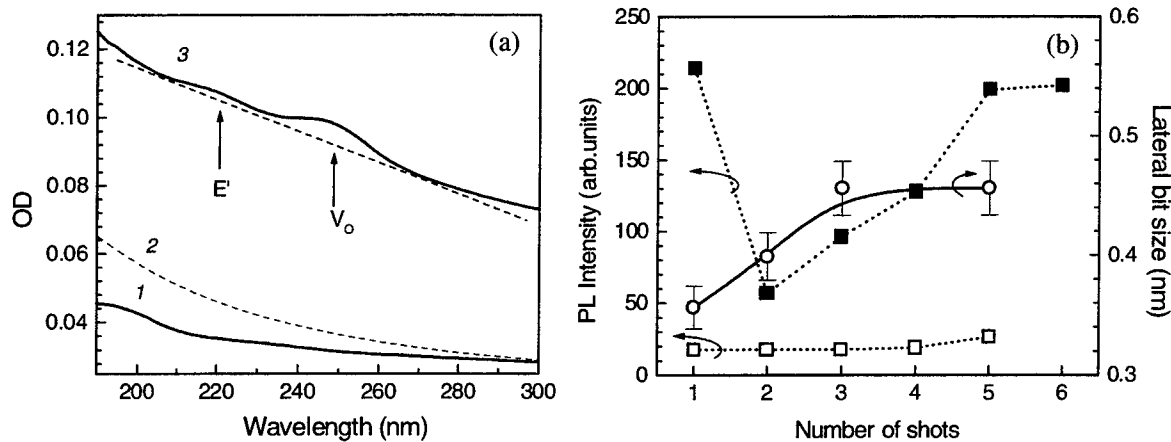 (a)
0.12
0.10
0.08
0.06
0.04
OD
3
E'
V₀
2
1
200 220 240 260 280 300
Wavelength (nm)
(b)
250
200
150
100
50
0
PL Intensity (arb.units)
0.6
0.5
0.4
0.3
Lateral bit size (nm)
1 2 3 4 5 6
Number of shots